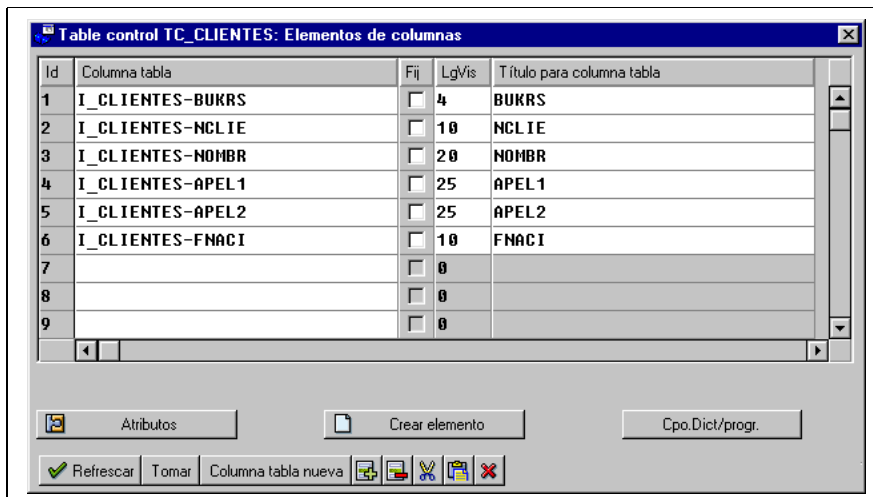 Table control TC_CLIENTES: Elementos de columnas
Id Columna tabla Fij LgVis Título para columna tabla
1 I_CLIENTES-BUKRS 4 BUKRS
2 I_CLIENTES-NCLIE 10 NCLIE
3 I_CLIENTES-NOMBR 20 NOMBR
4 I_CLIENTES-APEL1 25 APEL1
5 I_CLIENTES-APEL2 25 APEL2
6 I_CLIENTES-FNACI 10 FNACI
7 0
8 0
9 0
Atributos Crear elemento Cpo.Dict/progr.
Refrescar Tomar Columna tabla nueva